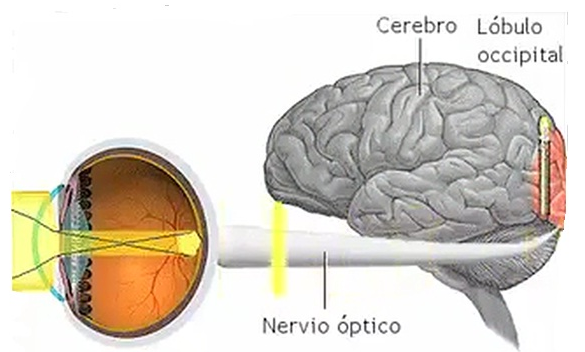 Cerebro
Lóbulo
occipital
Nervio óptico